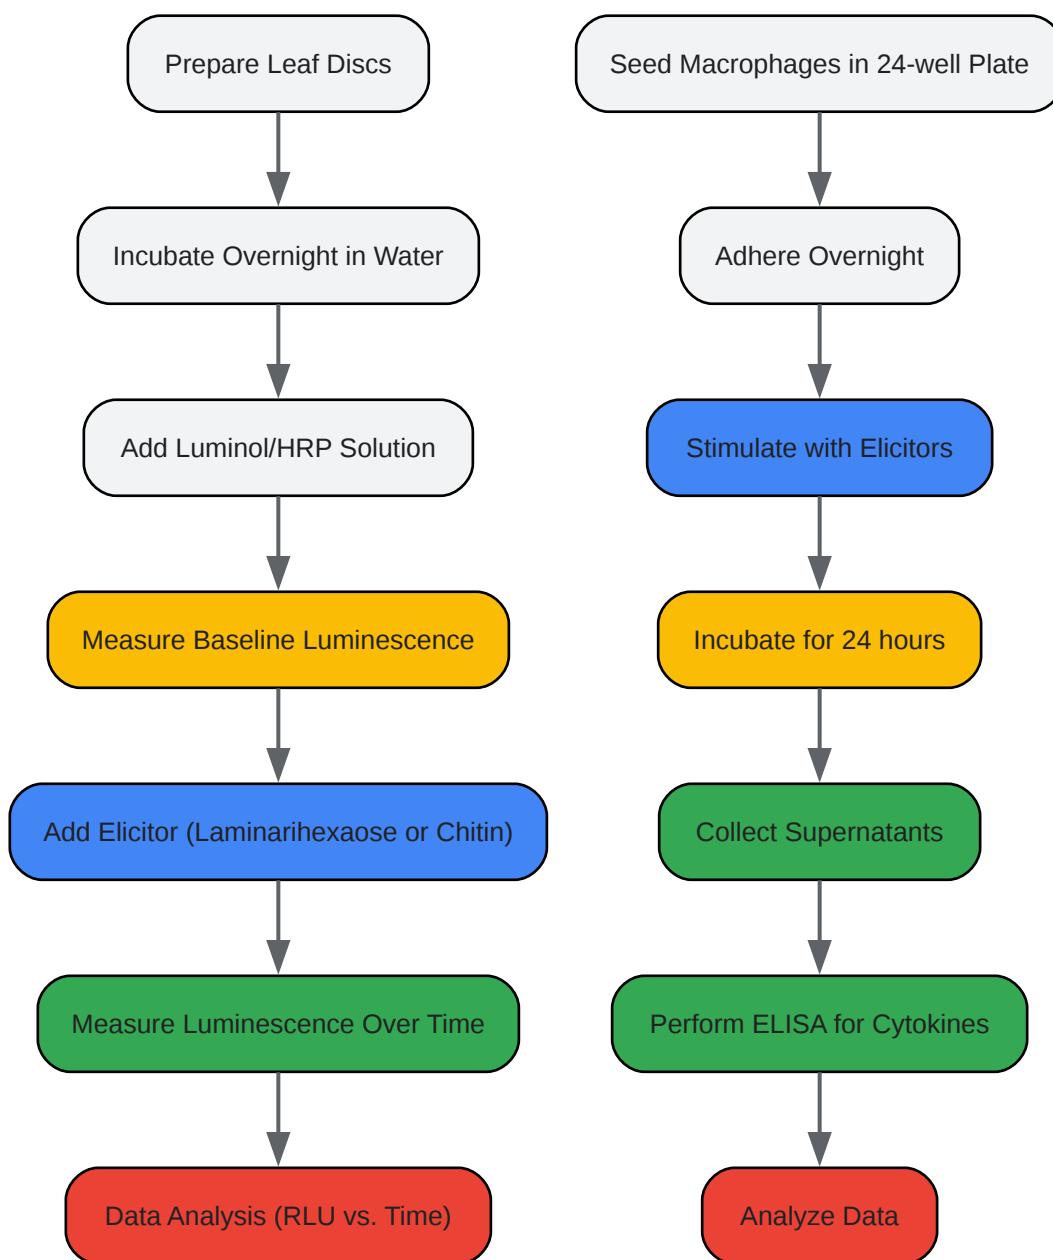 Prepare Leaf Discs
Incubate Overnight in Water
Add Luminol/HRP Solution
Measure Baseline Luminescence
Add Elicitor (Laminarihexaose or Chitin)
Measure Luminescence Over Time
Data Analysis (RLU vs. Time)
Seed Macrophages in 24-well Plate
Adhere Overnight
Stimulate with Elicitors
Incubate for 24 hours
Collect Supernatants
Perform ELISA for Cytokines
Analyze Data